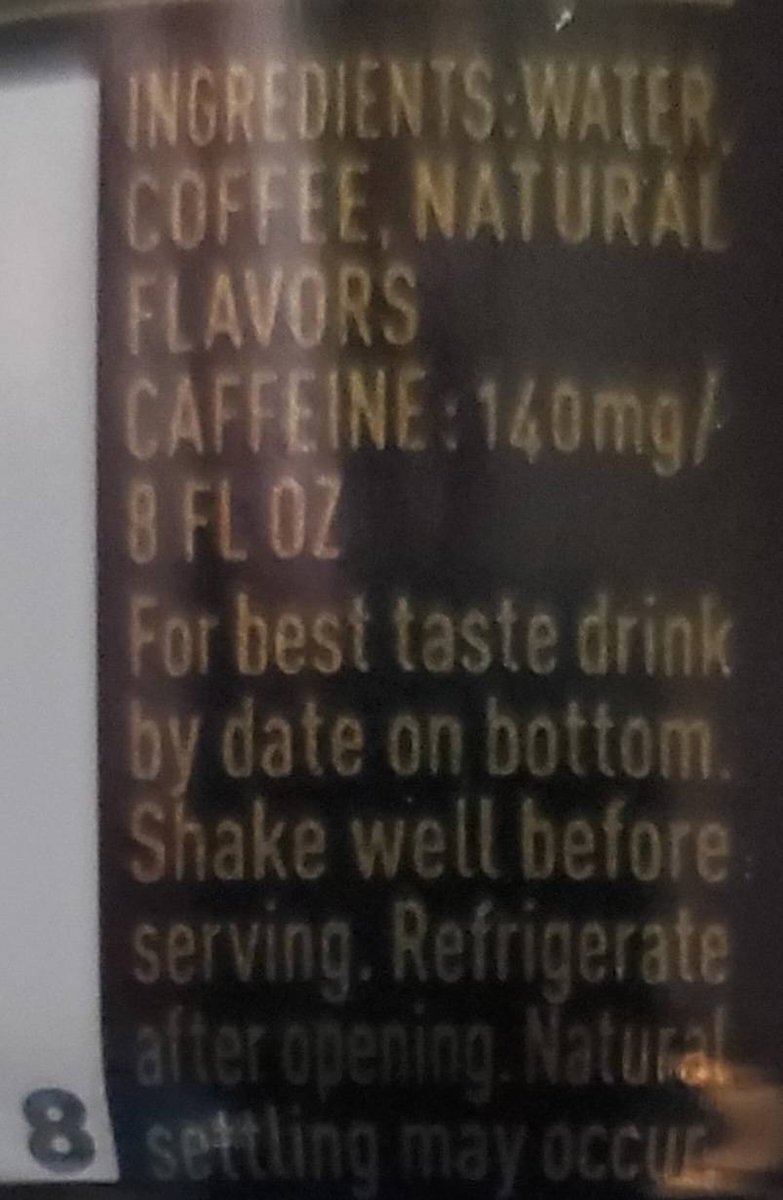 INGREDIENTS: WATER,
COFFEE, NATURAL
FLAVORS
CAFFEINE: 140mg/
8 FL OZ
For best taste drink
by date on bottom.
Shake well before
serving. Refrigerate
after opening. Natural
settling may occur.
8